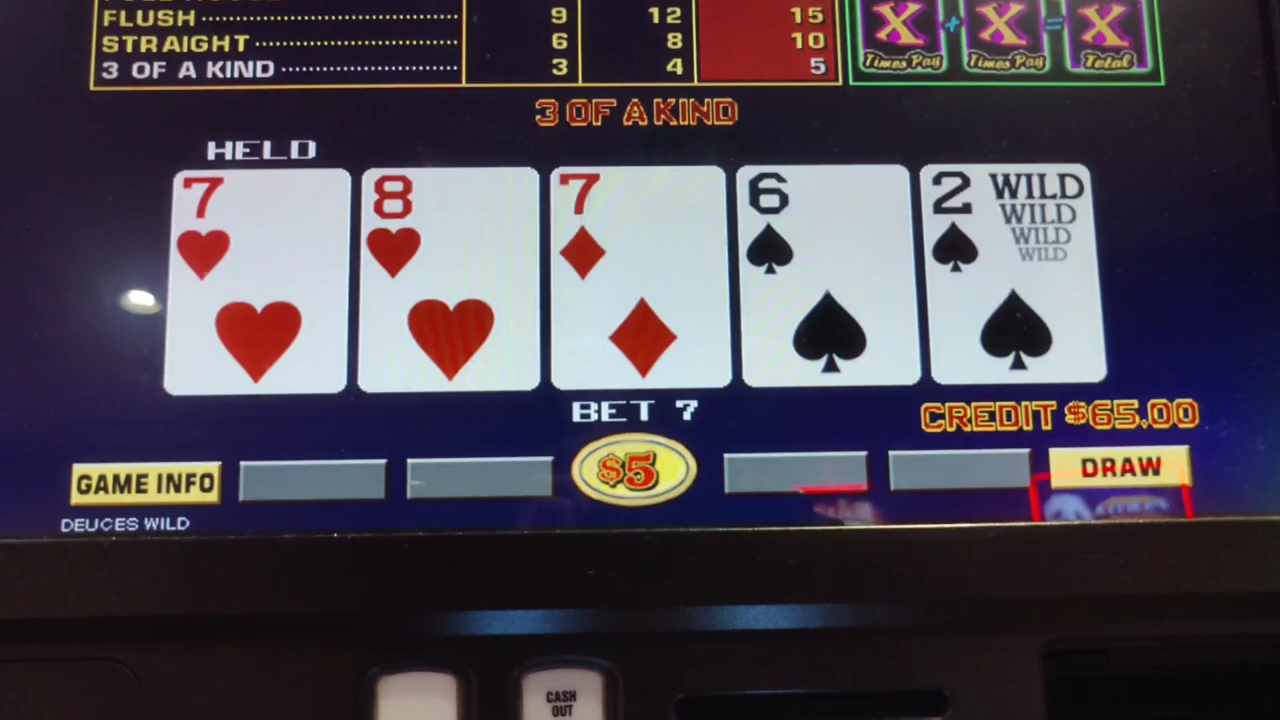 FLUSH 9 12 15
STRAIGHT 6 8 10
3 OF A KIND 3 4 5
X + X = X
Times Pay Times Pay Total
3 OF A KIND
HELD
7 8 7 6 2 WILD
WILD
WILD
WILD
BET 7 CREDIT $65.00
GAME INFO $5 DRAW
DEUCES WILD
CASH
OUT